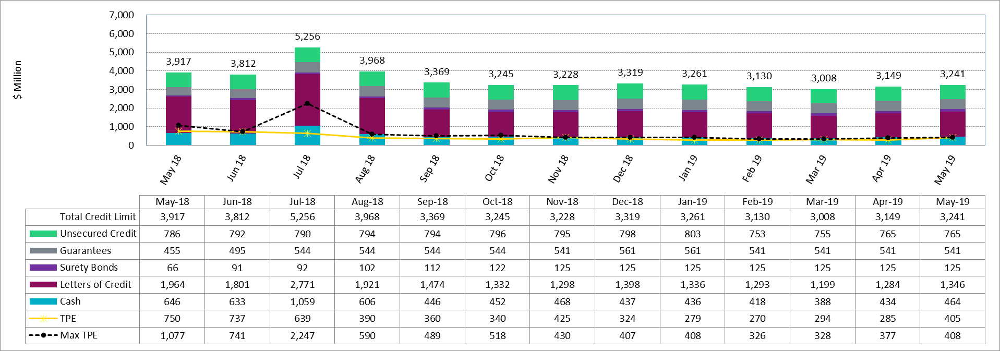 7,000
6,000
5,000
4,000
3,000
2,000
1,000
0
$ Million
3,917 3,812 5,256 3,968 3,369 3,245 3,228 3,319 3,261 3,130 3,008 3,149 3,241
May 18 Jun 18 Jul 18 Aug 18 Sep 18 Oct 18 Nov 18 Dec 18 Jan 19 Feb 19 Mar 19 Apr 19 May 19
May-18 Jun-18 Jul-18 Aug-18 Sep-18 Oct-18 Nov-18 Dec-18 Jan-19 Feb-19 Mar-19 Apr-19 May-19
Total Credit Limit 3,917 3,812 5,256 3,968 3,369 3,245 3,228 3,319 3,261 3,130 3,008 3,149 3,241
Unsecured Credit 786 792 790 794 794 796 795 798 803 753 755 765 765
Guarantees 455 495 544 544 544 544 541 561 561 541 541 541 541
Surety Bonds 66 91 92 102 112 122 125 125 125 125 125 125 125
Letters of Credit 1,964 1,801 2,771 1,921 1,474 1,332 1,298 1,398 1,336 1,293 1,199 1,284 1,346
Cash 646 633 1,059 606 446 452 468 437 436 418 388 434 464
TPE 750 737 639 390 360 340 425 324 279 270 294 285 405
Max TPE 1,077 741 2,247 590 489 518 430 407 408 326 328 377 408